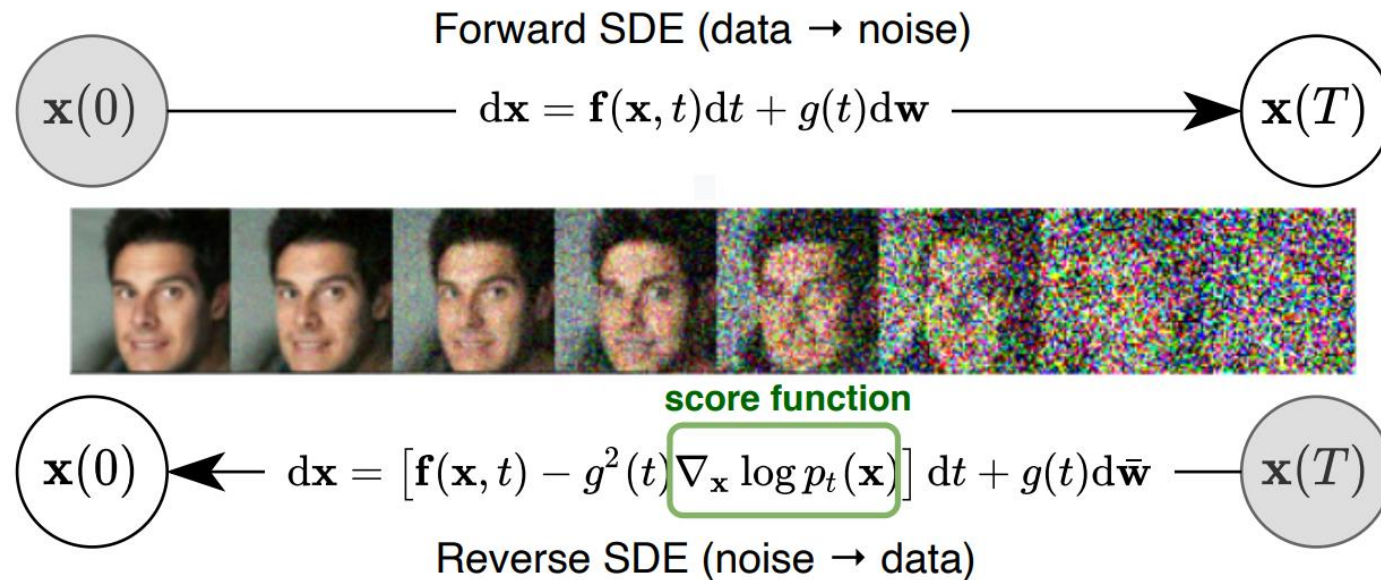 Forward SDE (data → noise)
x(0) dx = f(x, t)dt + g(t)dw x(T)
score function
x(0) dx = [f(x, t) − g²(t)∇ₓ log pₜ(x)] dt + g(t)dw̄ x(T)
Reverse SDE (noise → data)